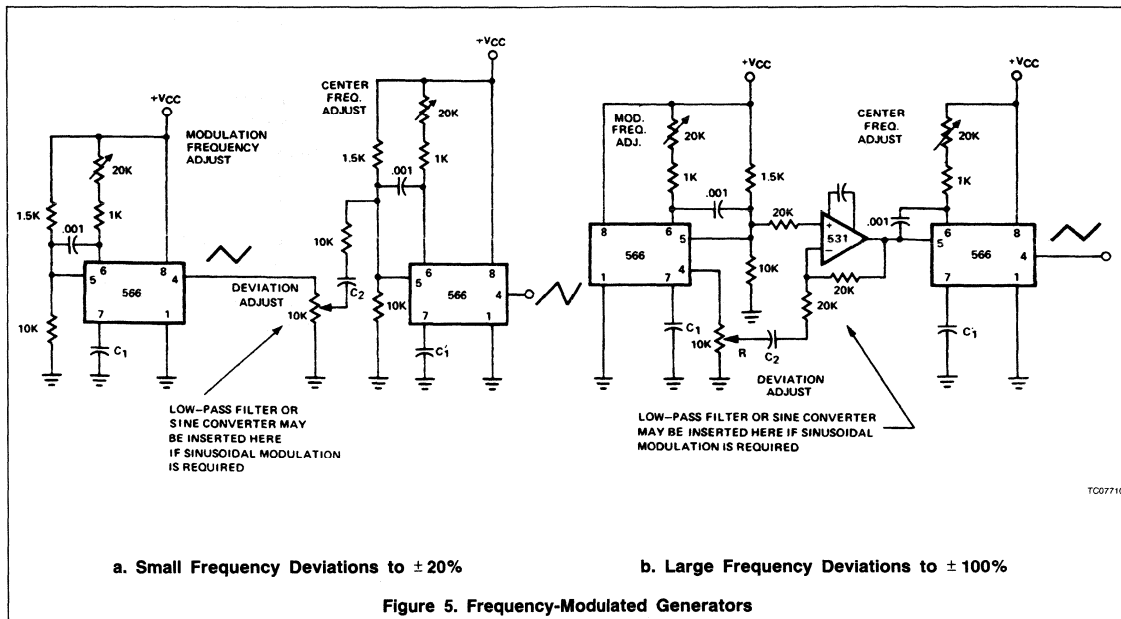 +VCC
MODULATION
FREQUENCY
ADJUST
20K
1.5K
1K
.001
6
8
5
4
566
7
1
10K
C1
DEVIATION
ADJUST
10K
LOW–PASS FILTER OR
SINE CONVERTER MAY
BE INSERTED HERE
IF SINUSOIDAL MODULATION
IS REQUIRED
+VCC
CENTER
FREQ.
ADJUST
20K
1.5K
1K
.001
10K
C2
6
8
5
566
4
7
1
10K
C1'
+VCC
MOD.
FREQ.
ADJ.
20K
1.5K
1K
.001
8
6
5
566
4
1
7
20K
10K
C1
10K
R
C2
+
531
–
20K
20K
DEVIATION
ADJUST
LOW–PASS FILTER OR SINE CONVERTER
MAY BE INSERTED HERE IF SINUSOIDAL
MODULATION IS REQUIRED
+VCC
CENTER
FREQ.
ADJUST
20K
1K
.001
6
8
5
566
4
7
1
C1'
TC07710
a. Small Frequency Deviations to ±20%
b. Large Frequency Deviations to ±100%
Figure 5. Frequency-Modulated Generators